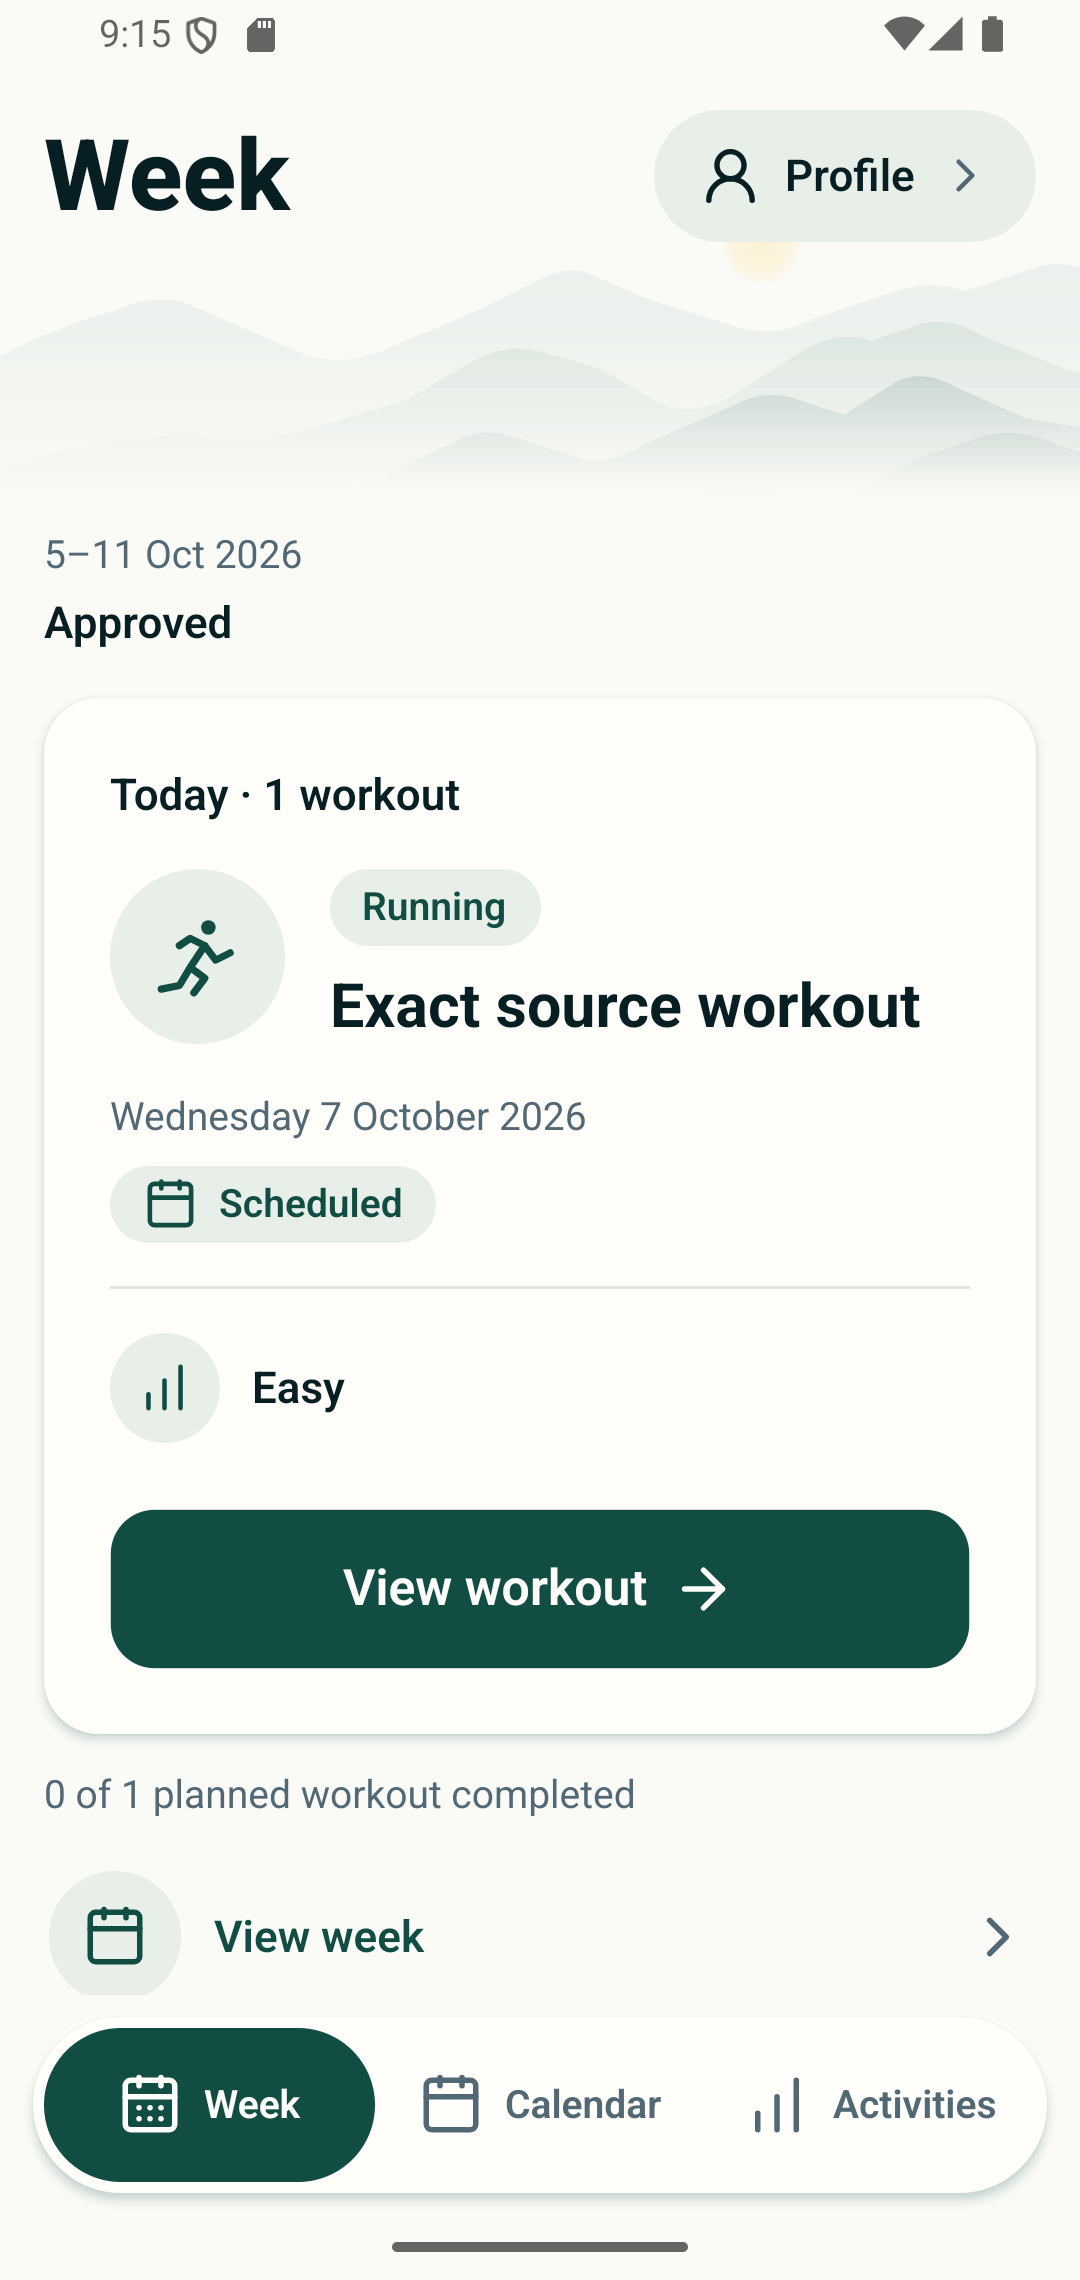 9:15
Week
Profile
5–11 Oct 2026
Approved
Today · 1 workout
Running
Exact source workout
Wednesday 7 October 2026
Scheduled
Easy
View workout
0 of 1 planned workout completed
View week
Week
Calendar
Activities